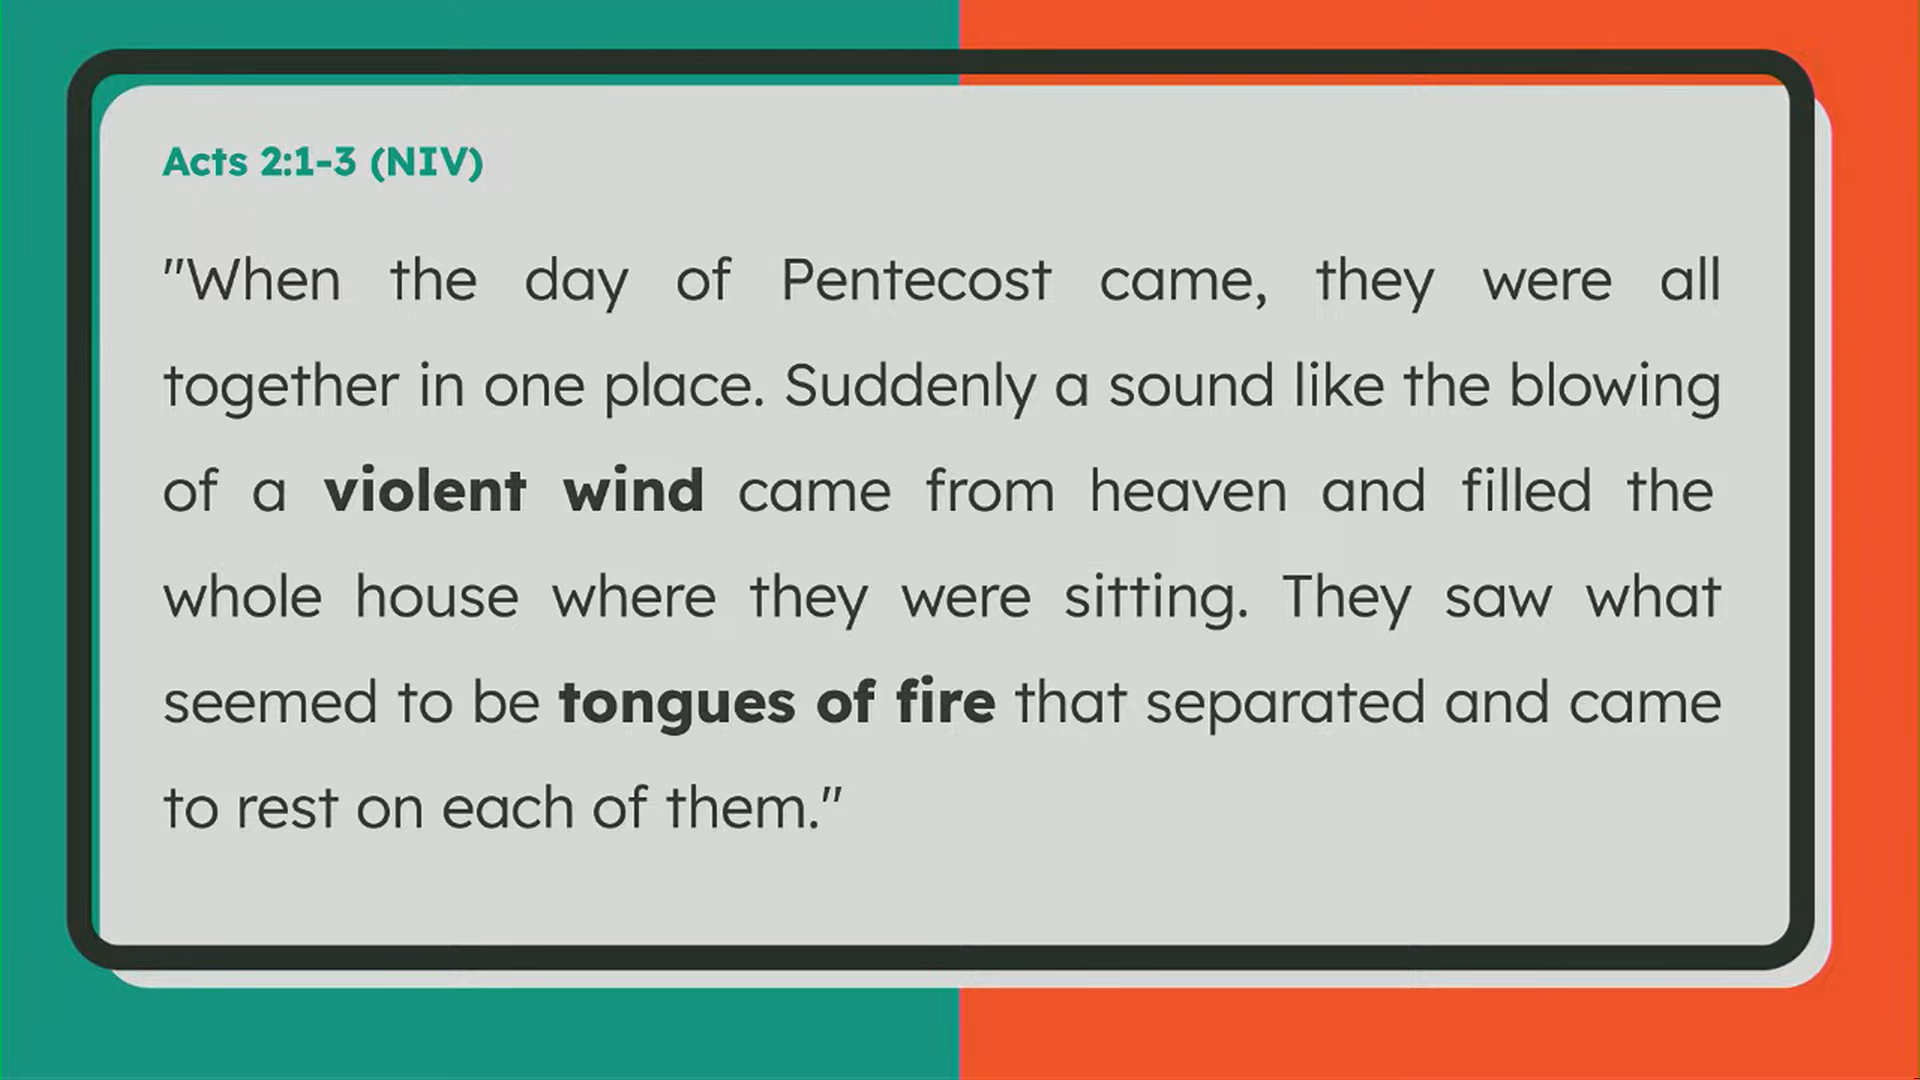 Acts 2:1-3 (NIV)
"When the day of Pentecost came, they were all
together in one place. Suddenly a sound like the blowing
of a violent wind came from heaven and filled the
whole house where they were sitting. They saw what
seemed to be tongues of fire that separated and came
to rest on each of them."